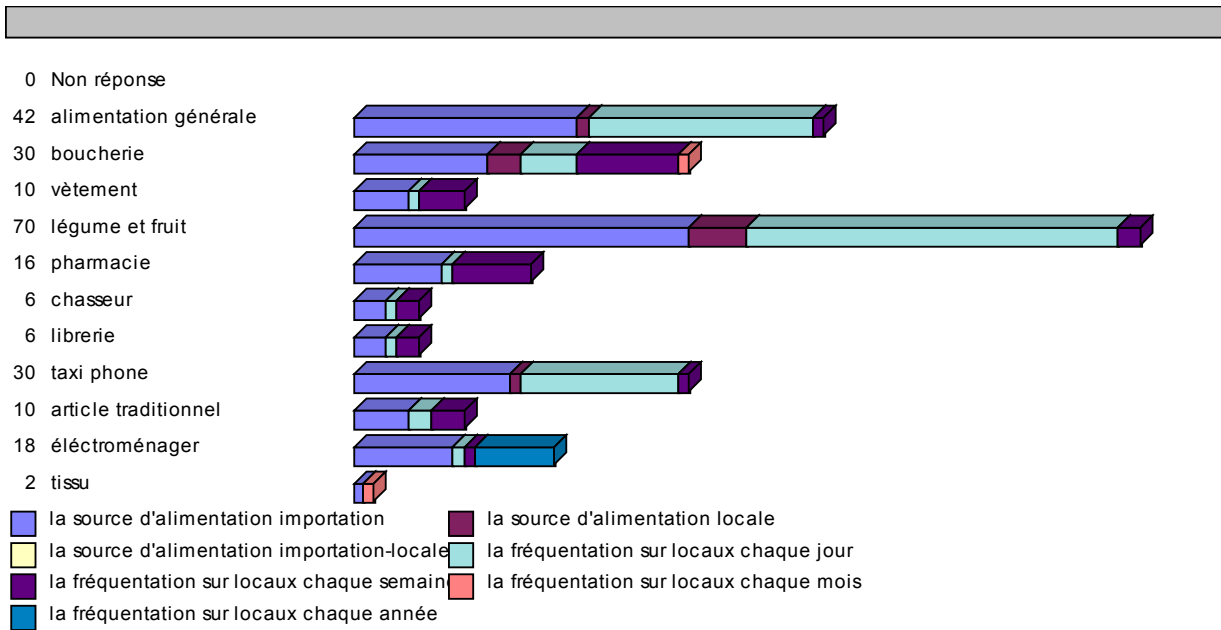 0 Non réponse
42 alimentation générale
30 boucherie
10 vètement
70 légume et fruit
16 pharmacie
6 chasseur
6 librerie
30 taxi phone
10 article traditionnel
18 éléctroménager
2 tissu
la source d'alimentation importation la source d'alimentation locale
la source d'alimentation importation-locale la fréquentation sur locaux chaque jour
la fréquentation sur locaux chaque semain la fréquentation sur locaux chaque mois
la fréquentation sur locaux chaque année